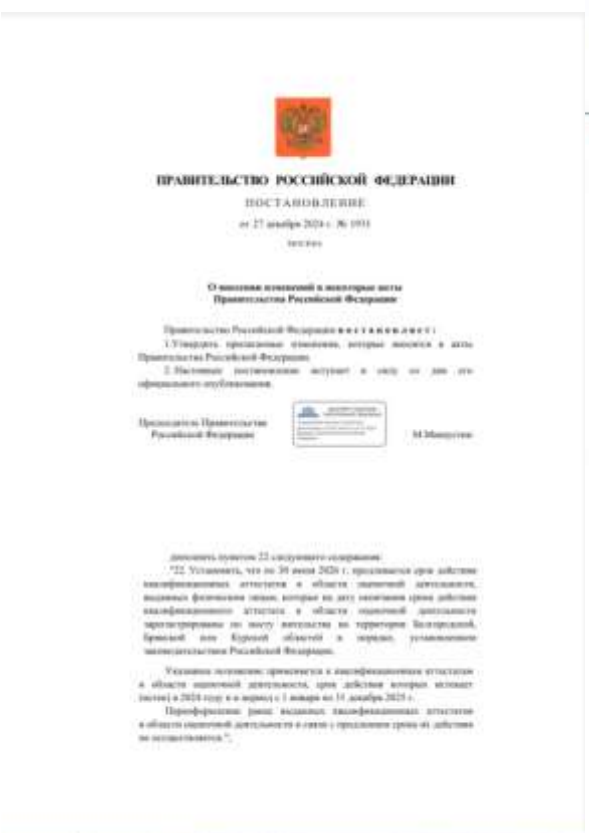 ПРАВИТЕЛЬСТВО РОССИЙСКОЙ ФЕДЕРАЦИИ
ПОСТАНОВЛЕНИЕ
от 27 декабря 2024 г. №
МОСКВА
О внесении изменений в некоторые акты
Правительства Российской Федерации
Правительство Российской Федерации постановляет:
1. Утвердить прилагаемые изменения, которые вносятся в акты
Правительства Российской Федерации.
2. Настоящее постановление вступает в силу со дня его
официального опубликования.
Председатель Правительства
Российской Федерации
М.Мишустин
дополнить пунктом 22 следующего содержания:
"22. Установить, что по 30 июня 2026 г. продлевается срок действия
квалификационных аттестатов в области оценочной деятельности,
выданных физическим лицам, которые на дату окончания срока действия
квалификационного аттестата в области оценочной деятельности
зарегистрированы по месту жительства на территории Белгородской,
Брянской или Курской областей в порядке, установленном
законодательством Российской Федерации.
Указанное положение применяется к квалификационным аттестатам
в области оценочной деятельности, срок действия которых истекает
(истек) в 2024 году и в период с 1 января по 31 декабря 2025 г.
Переоформление ранее выданных квалификационных аттестатов
в области оценочной деятельности в связи с продлением срока их действия
не осуществляется.";